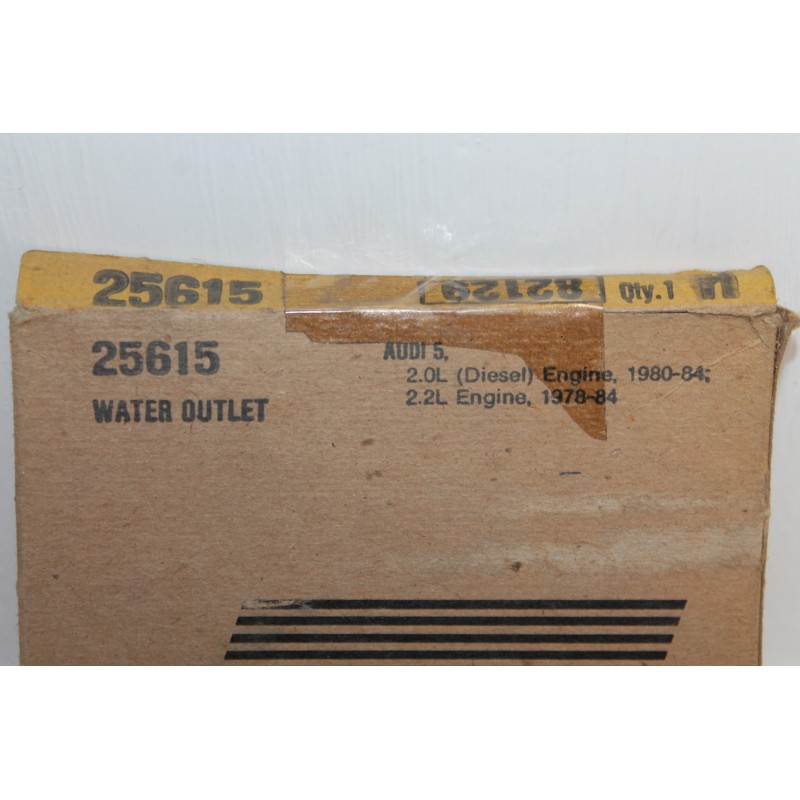 25615
82129
Qty. 1
25615
WATER OUTLET
AUDI 5,
2.0L (Diesel) Engine, 1980-84;
2.2L Engine, 1978-84